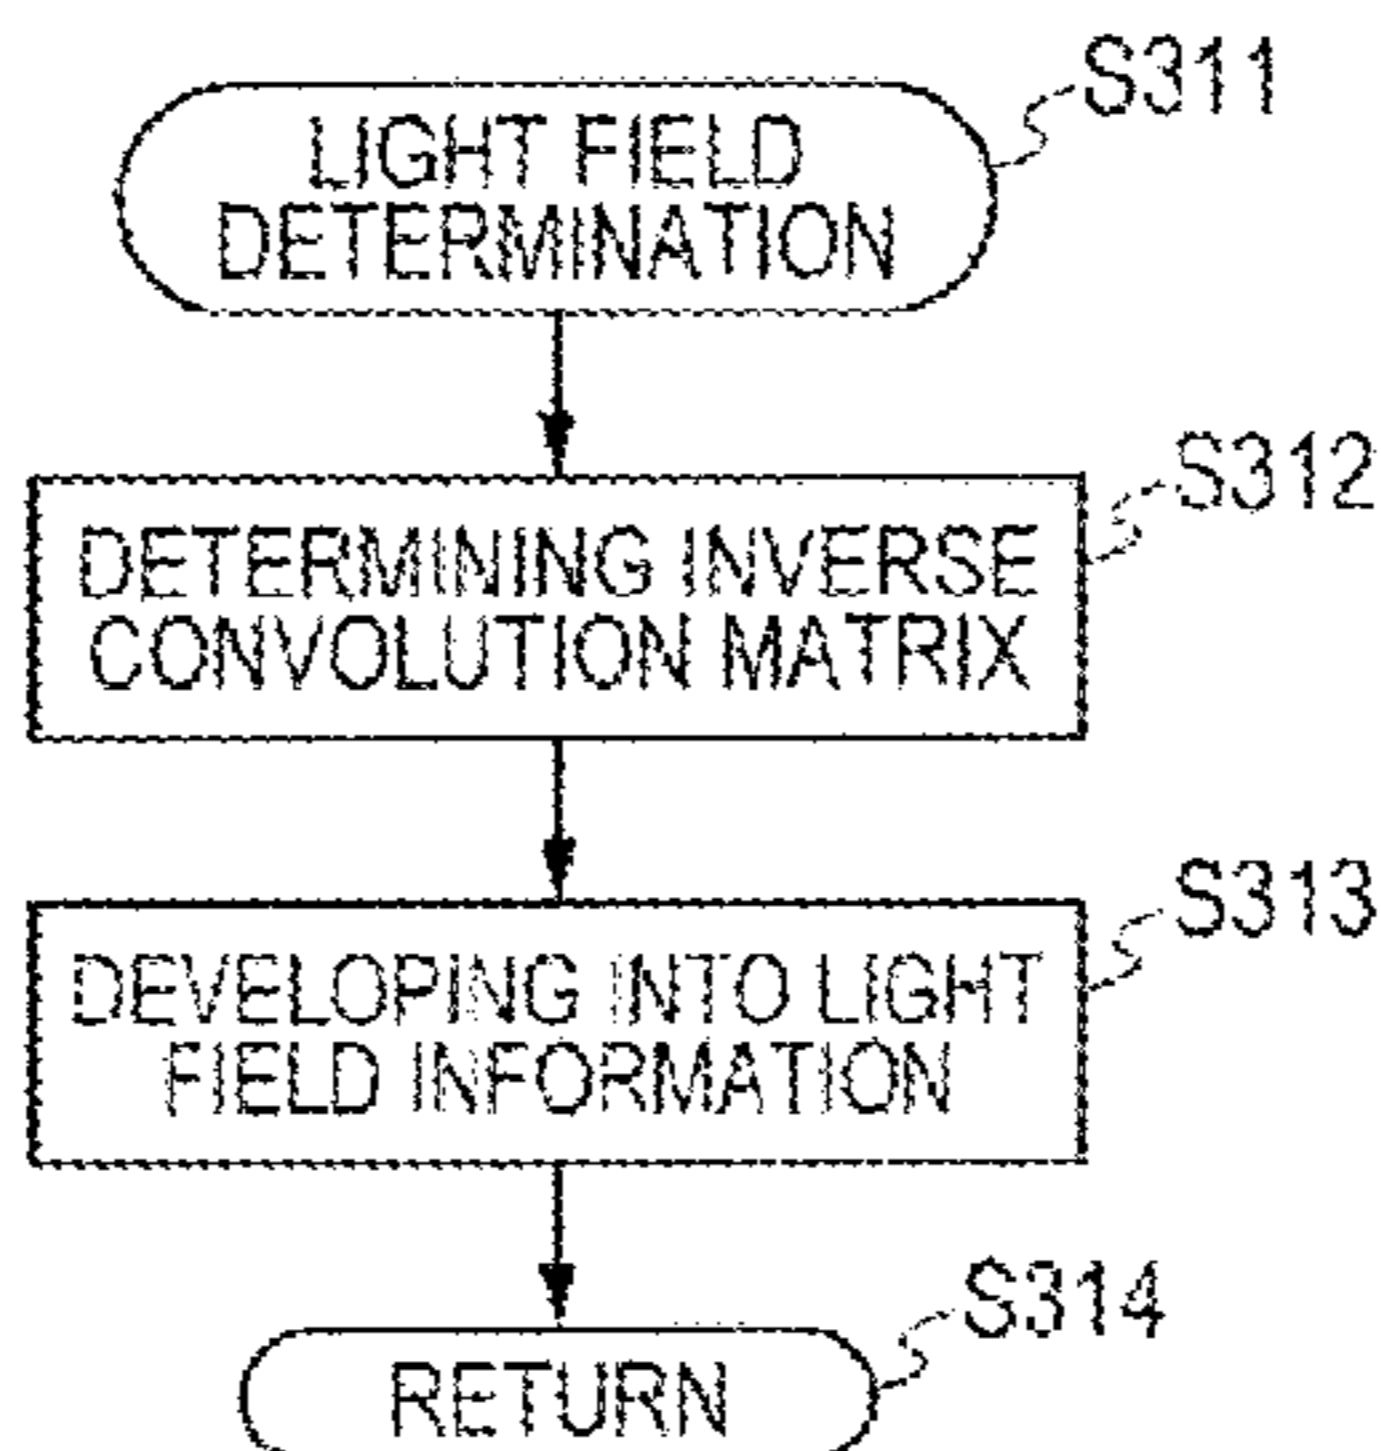 S311
LIGHT FIELD
DETERMINATION
S312
DETERMINING INVERSE
CONVOLUTION MATRIX
S313
DEVELOPING INTO LIGHT
FIELD INFORMATION
S314
RETURN